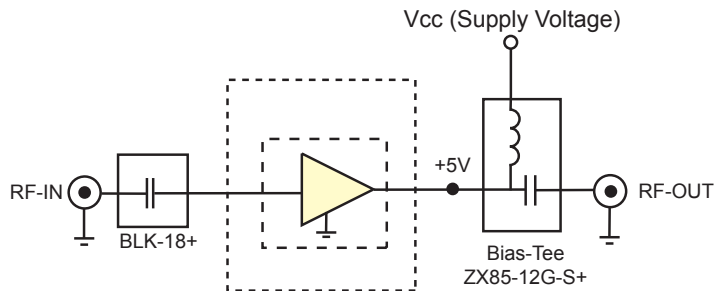 Vcc (Supply Voltage)
+5V
RF-IN
RF-OUT
BLK-18+
Bias-Tee
ZX85-12G-S+